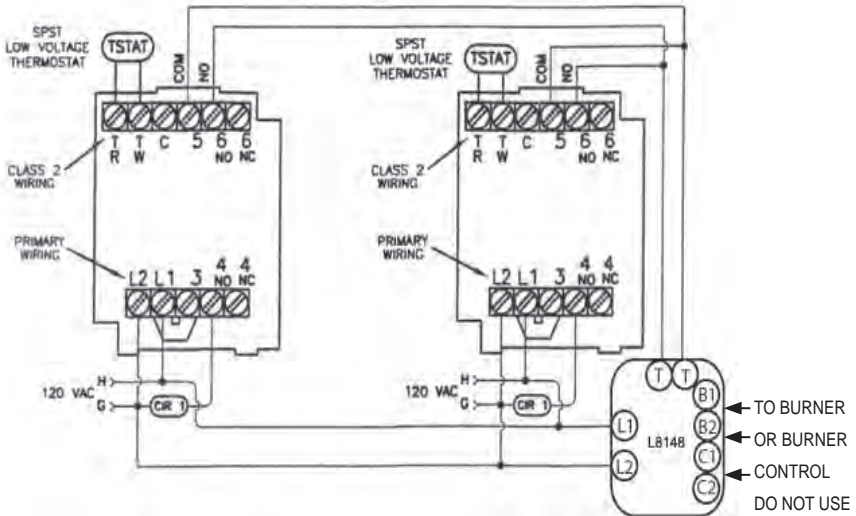 SPST
LOW VOLTAGE
THERMOSTAT
TSTAT
COM
NO
T T C 5 6 6
R W NO NC
CLASS 2
WIRING
PRIMARY
WIRING
L2 L1 3 4 4
NO NC
120 VAC
H
G
CIR 1
SPST
LOW VOLTAGE
THERMOSTAT
TSTAT
COM
NO
T T C 5 6 6
R W NO NC
CLASS 2
WIRING
PRIMARY
WIRING
L2 L1 3 4 4
NO NC
120 VAC
H
G
CIR 1
T T
L1
L2
L8148
B1
B2
C1
C2
TO BURNER
OR BURNER
CONTROL
DO NOT USE